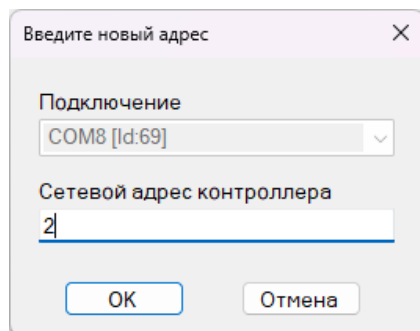 Введите новый адрес
Подключение
COM8 [Id:69]
Сетевой адрес контроллера
2
OK
Отмена